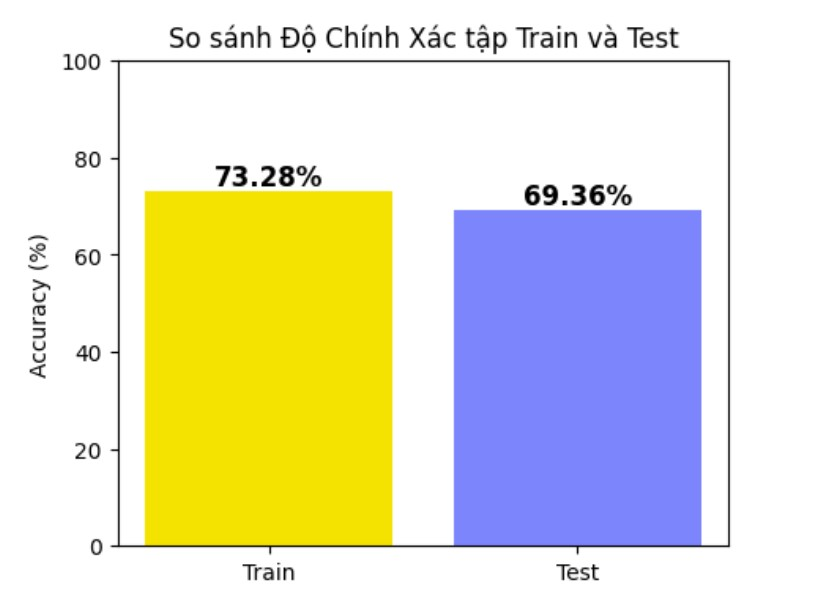 So sánh Độ Chính Xác tập Train và Test
100
80
60
40
20
0
Accuracy (%)
73.28%
69.36%
Train
Test